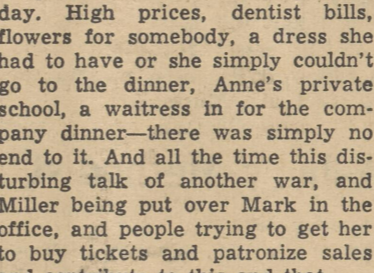 day. High prices, dentist bills,
flowers for somebody, a dress she
had to have or she simply couldn't
go to the dinner, Anne's private
school, a waitress in for the com-
pany dinner—there was simply no
end to it. And all the time this dis-
turbing talk of another war, and
Miller being put over Mark in the
office, and people trying to get her
to buy tickets and patronize sales